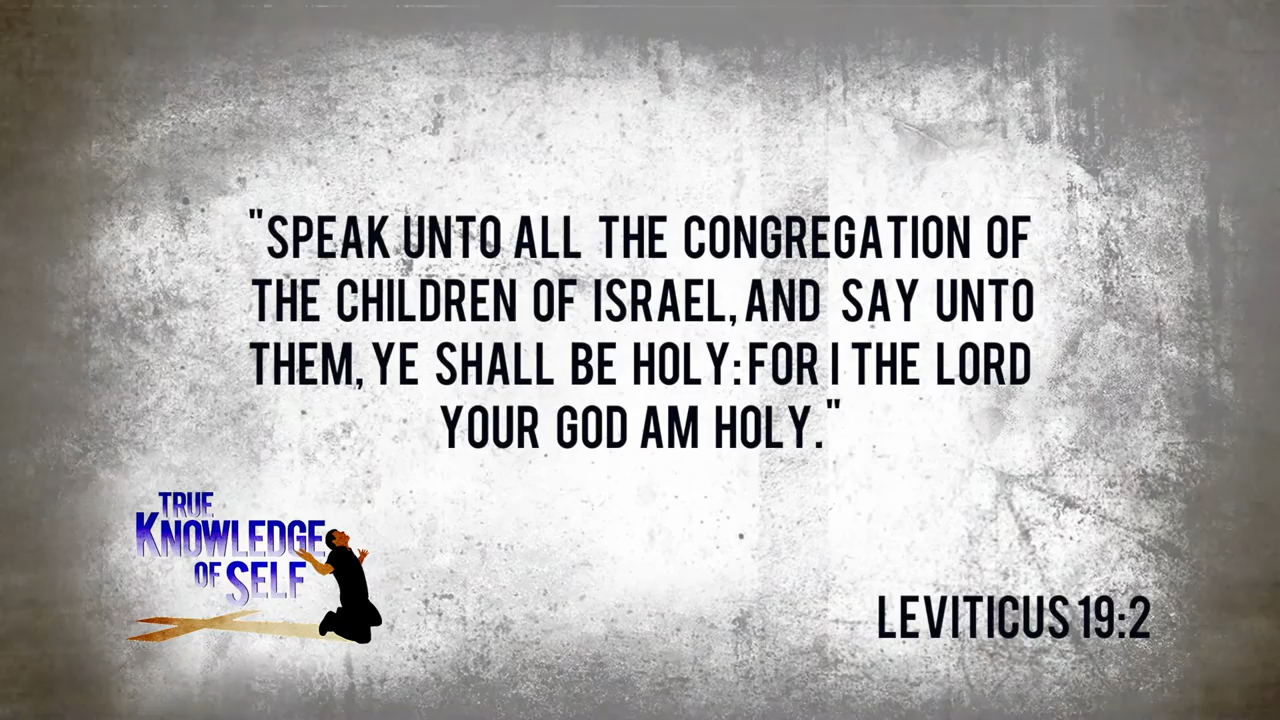 "SPEAK UNTO ALL THE CONGREGATION OF
THE CHILDREN OF ISRAEL, AND SAY UNTO
THEM, YE SHALL BE HOLY: FOR I THE LORD
YOUR GOD AM HOLY."
TRUE
KNOWLEDGE
OF SELF
LEVITICUS 19:2